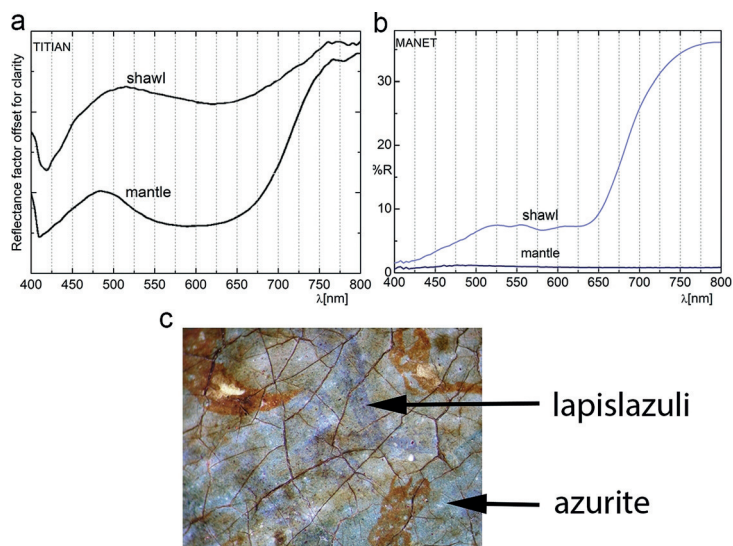 a
TITIAN
Reflectance factor offset for clarity
shawl
mantle
400 450 500 550 600 650 700 750 800
λ[nm]
b
MANET
30
20
%R
10
0
shawl
mantle
400 450 500 550 600 650 700 750 800
λ[nm]
c
lapislazuli
azurite